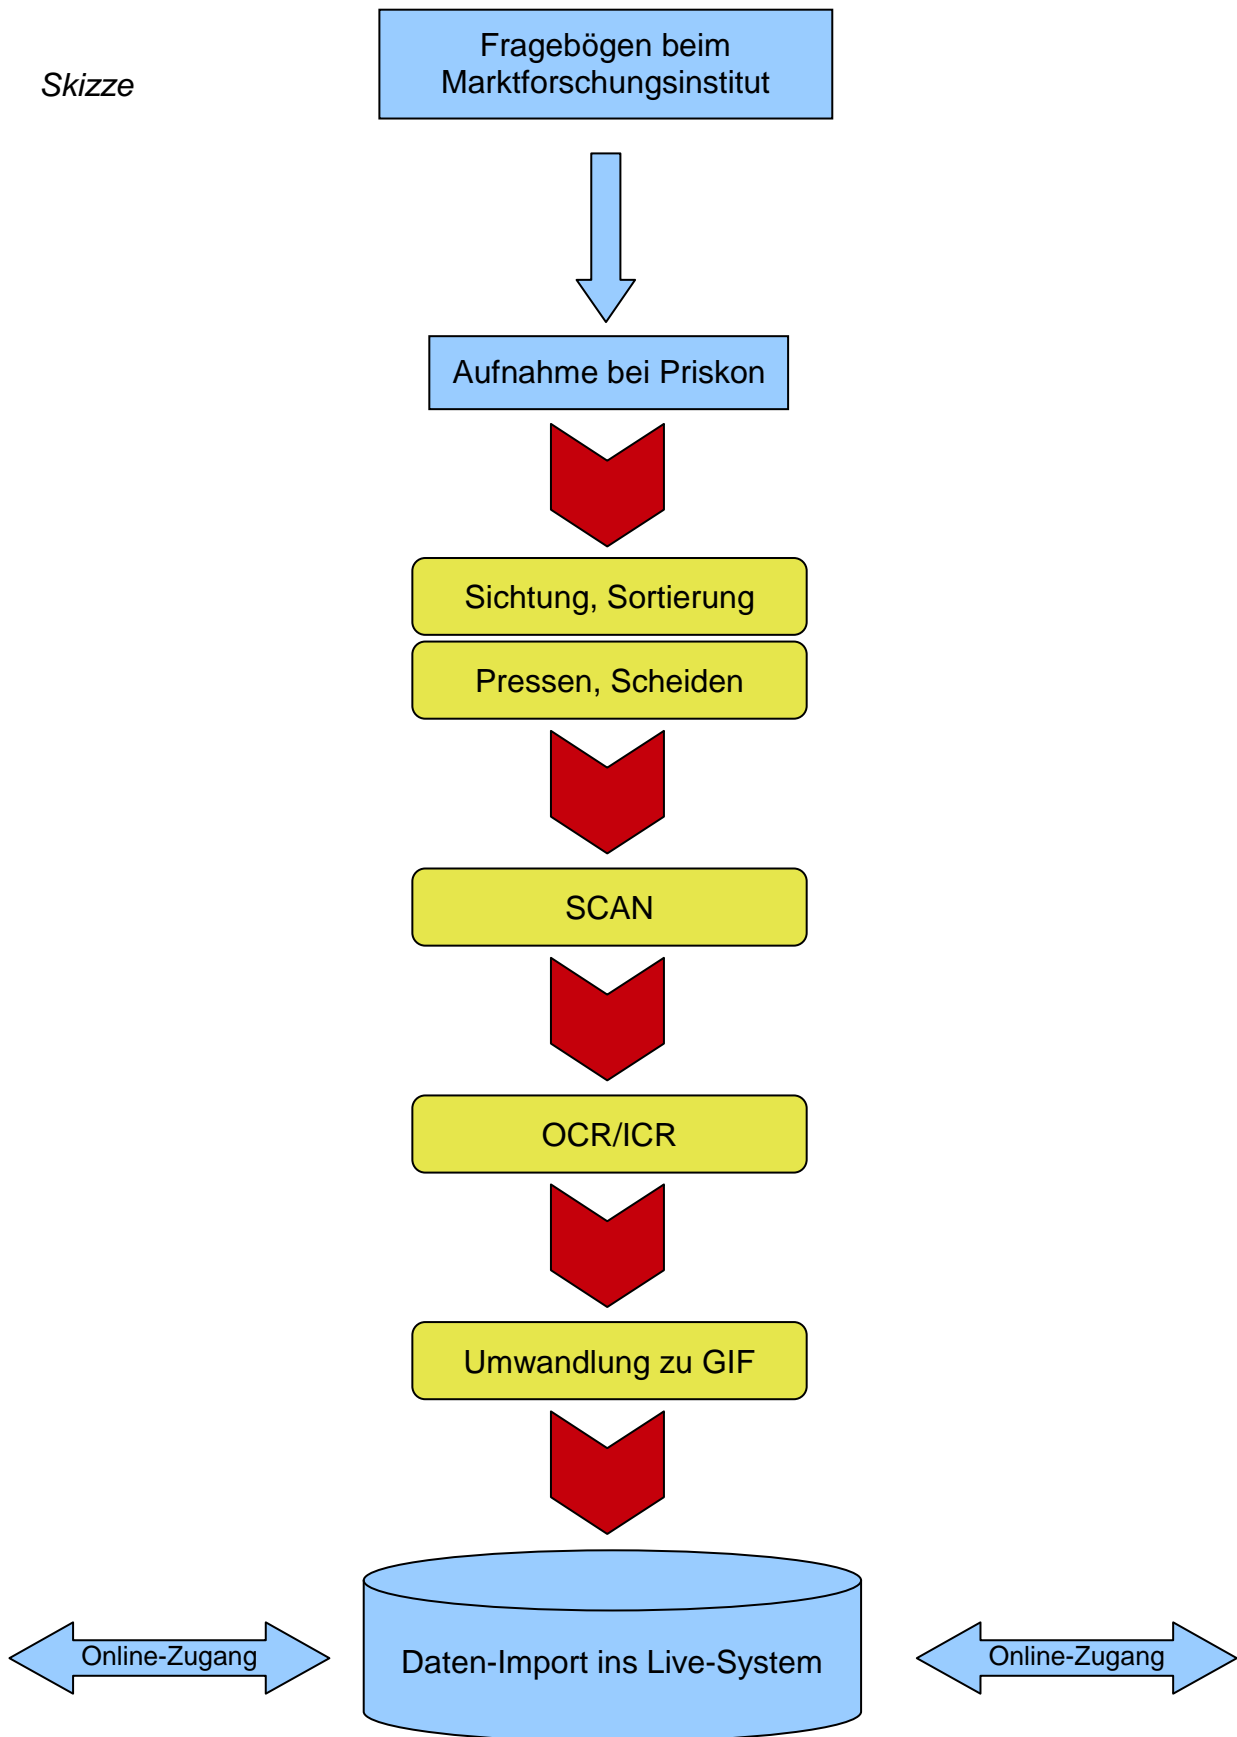 Skizze
Fragebögen beim
Marktforschungsinstitut
Aufnahme bei Priskon
Sichtung, Sortierung
Pressen, Scheiden
SCAN
OCR/ICR
Umwandlung zu GIF
Online-Zugang
Daten-Import ins Live-System
Online-Zugang